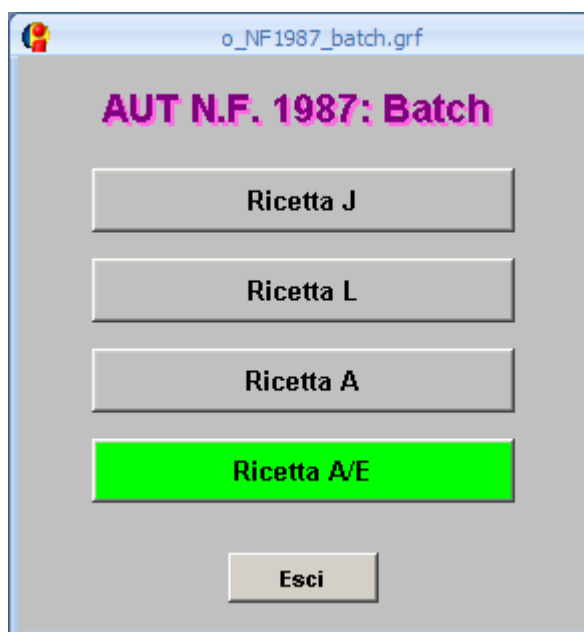 o_NF1987_batch.grf
AUT N.F. 1987: Batch
Ricetta J
Ricetta L
Ricetta A
Ricetta A/E
Esci